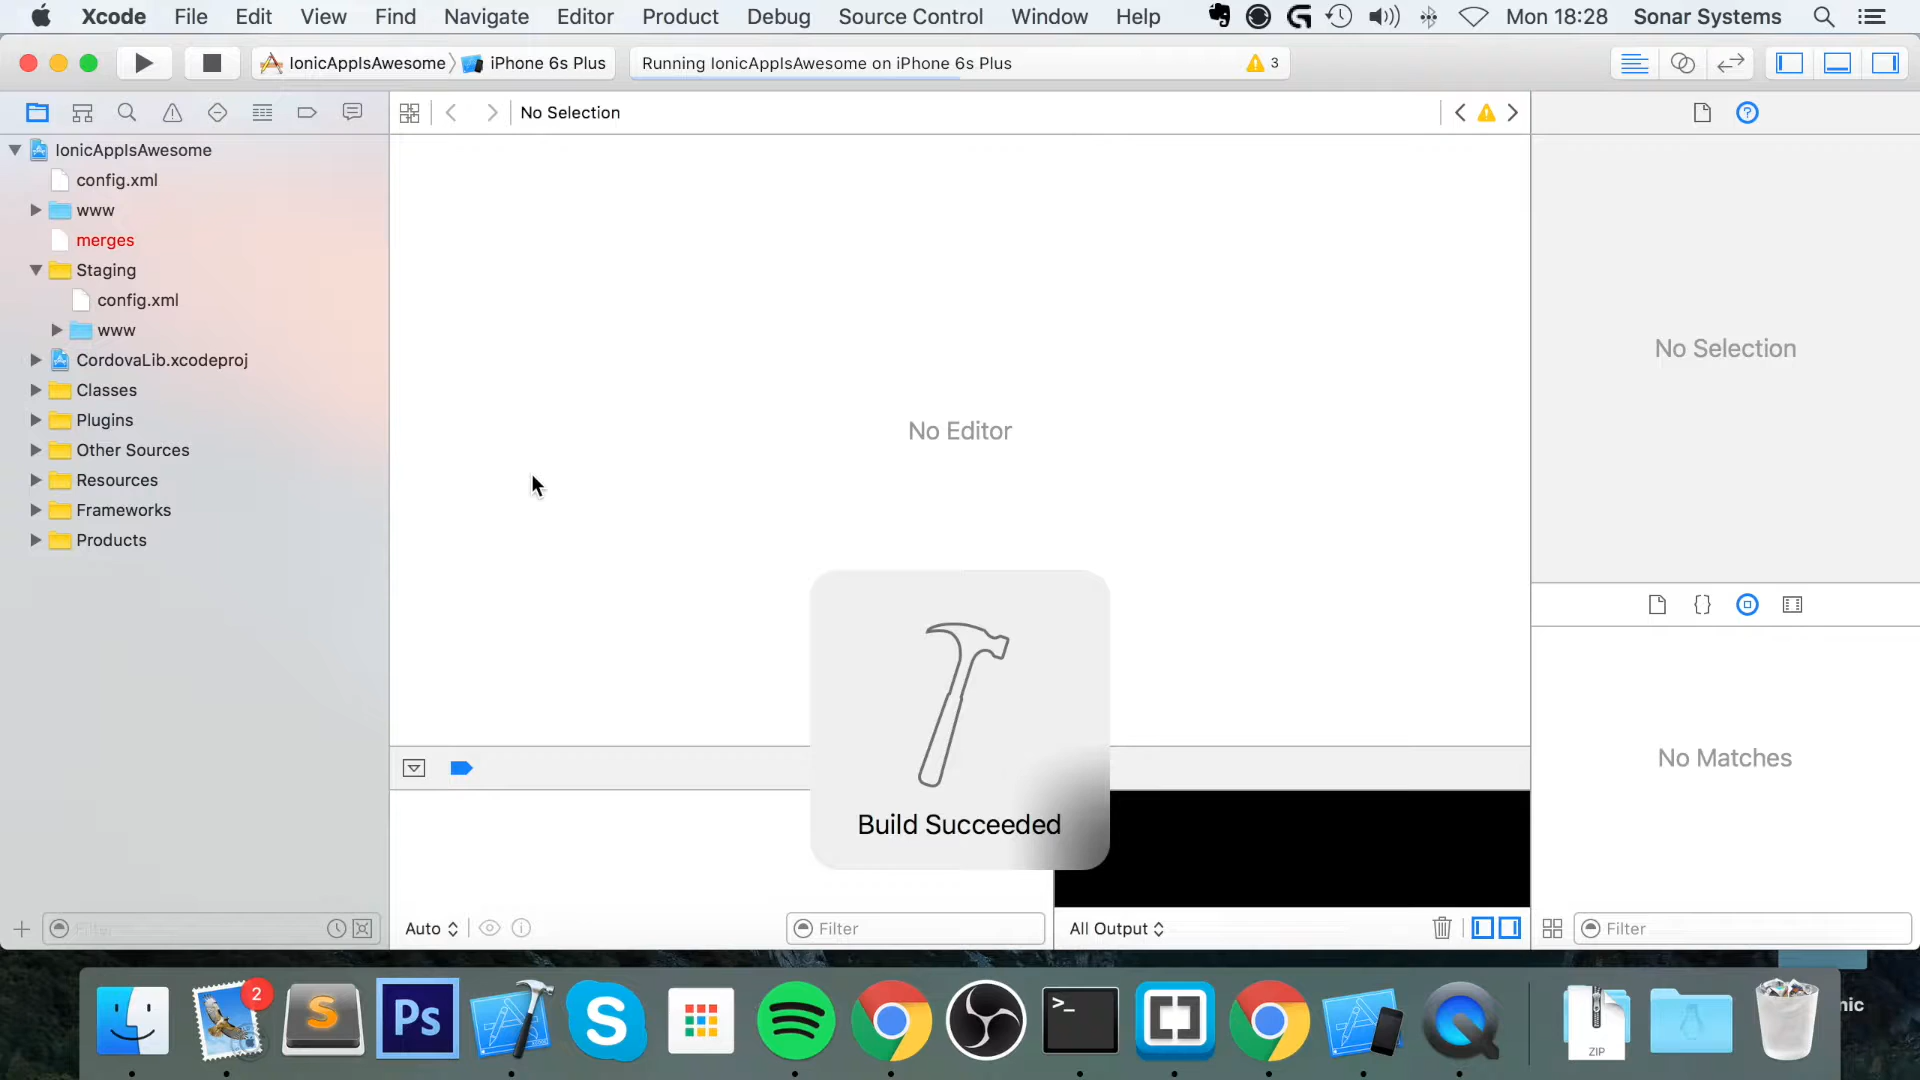 Xcode File Edit View Find Navigate Editor Product Debug Source Control Window Help Mon 18:28 Sonar Systems
IonicAppIsAwesome iPhone 6s Plus Running IonicAppIsAwesome on iPhone 6s Plus 3
No Selection
IonicAppIsAwesome
config.xml
www
merges
Staging
config.xml
www
CordovaLib.xcodeproj
Classes
Plugins
Other Sources
Resources
Frameworks
Products
No Editor
No Selection
Build Succeeded
No Matches
Filter
Auto
Filter
All Output
Filter
2
S
Ps
S
>_
ZIP
nic